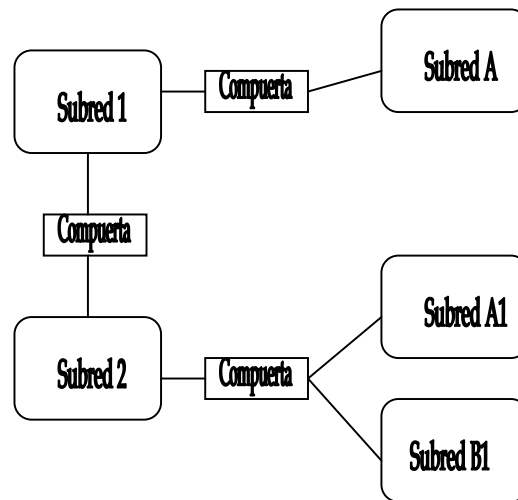 Subred A
Compuerta
Subred 1
Compuerta
Subred A1
Subred 2
Compuerta
Subred B1